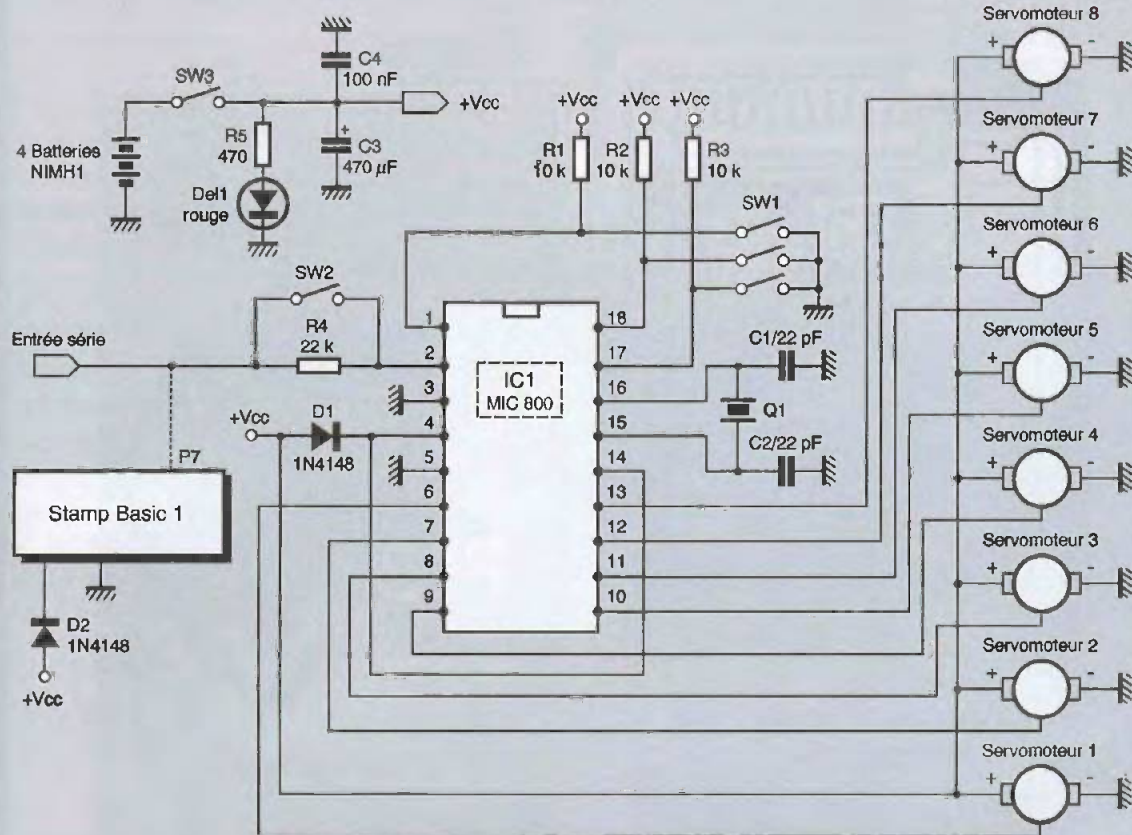 Servomoteur 8
+ -
C4
100 nF
SW3
+Vcc
+Vcc +Vcc +Vcc
Servomoteur 7
+ -
4 Batteries
NIMH1
R5
470
+
C3
470 µF
R1
10 k
R2
10 k
R3
10 k
Del1
rouge
SW1
Servomoteur 6
+ -
SW2
Entrée série
R4
22 k
1
2
3
4
5
6
7
8
9
IC1
MIC 800
18
17
16
15
14
13
12
11
10
C1/22 pF
Q1
C2/22 pF
Servomoteur 5
+ -
+Vcc
D1
1N4148
Servomoteur 4
+ -
P7
Stamp Basic 1
Servomoteur 3
+ -
D2
1N4148
+Vcc
Servomoteur 2
+ -
Servomoteur 1
+ -